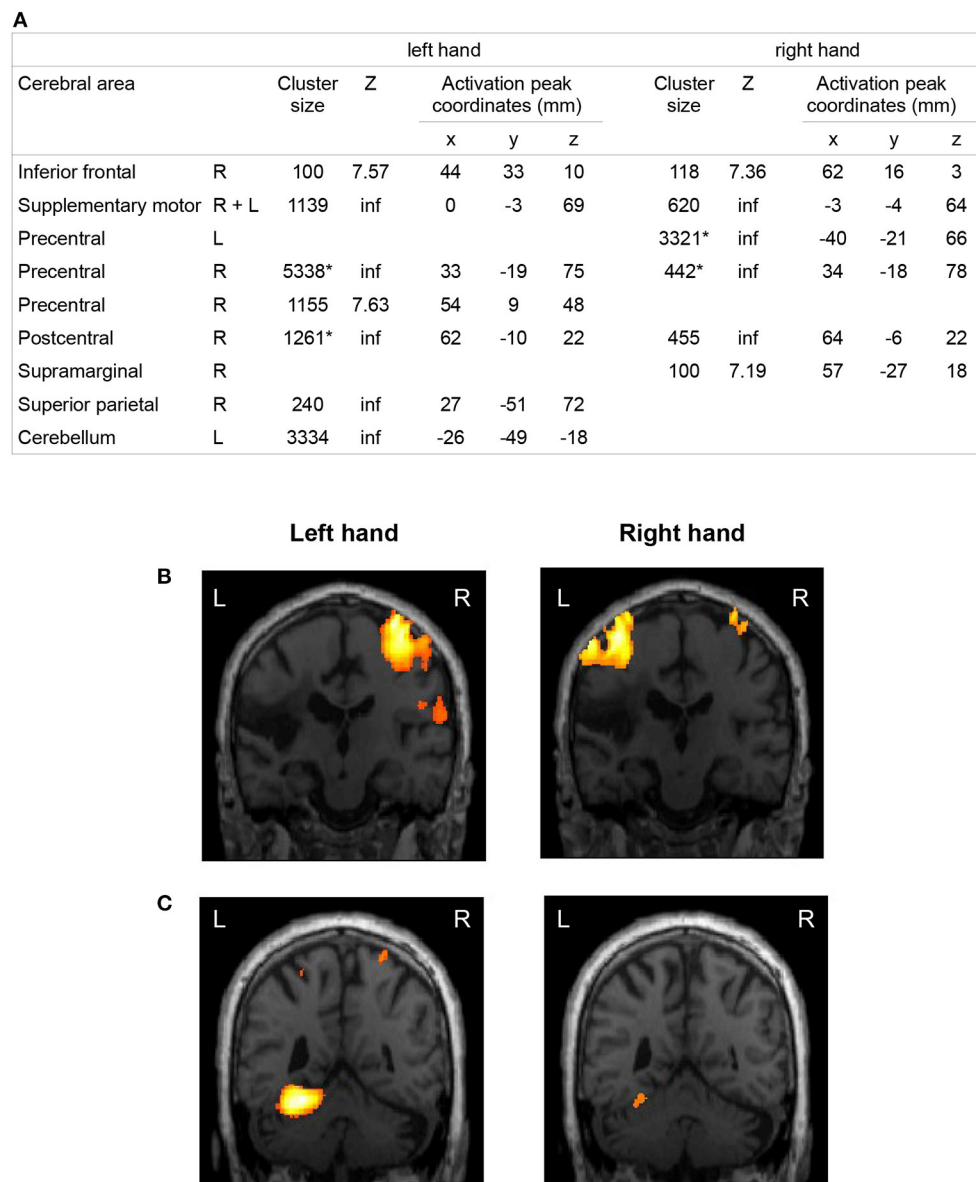 A
left hand right hand
Cerebral area Cluster size Z Activation peak coordinates (mm) Cluster size Z Activation peak coordinates (mm)
x y z x y z
Inferior frontal R 100 7.57 44 33 10 118 7.36 62 16 3
Supplementary motor R + L 1139 inf 0 -3 69 620 inf -3 -4 64
Precentral L 3321* inf -40 -21 66
Precentral R 5338* inf 33 -19 75 442* inf 34 -18 78
Precentral R 1155 7.63 54 9 48
Postcentral R 1261* inf 62 -10 22 455 inf 64 -6 22
Supramarginal R 100 7.19 57 -27 18
Superior parietal R 240 inf 27 -51 72
Cerebellum L 3334 inf -26 -49 -18
Left hand Right hand
B
L R L R
C
L R L R